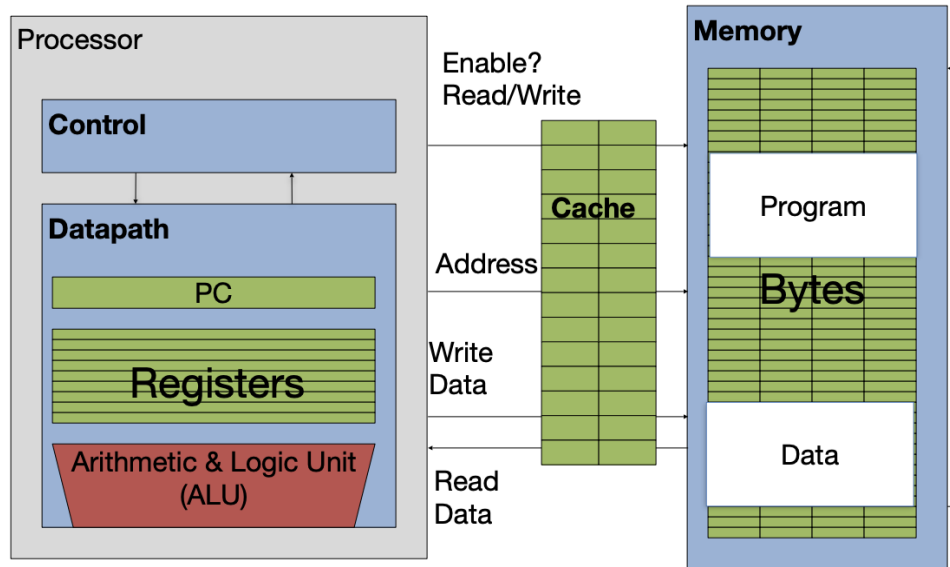 Processor
Control
Datapath
PC
Registers
Arithmetic & Logic Unit
(ALU)
Enable?
Read/Write
Cache
Address
Write
Data
Read
Data
Memory
Program
Bytes
Data